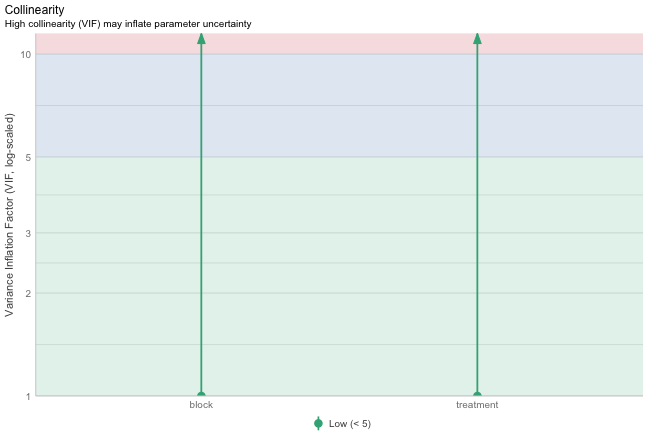 Collinearity
High collinearity (VIF) may inflate parameter uncertainty
Variance Inflation Factor (VIF, log-scaled)
10
5
3
2
1
block
treatment
Low (< 5)